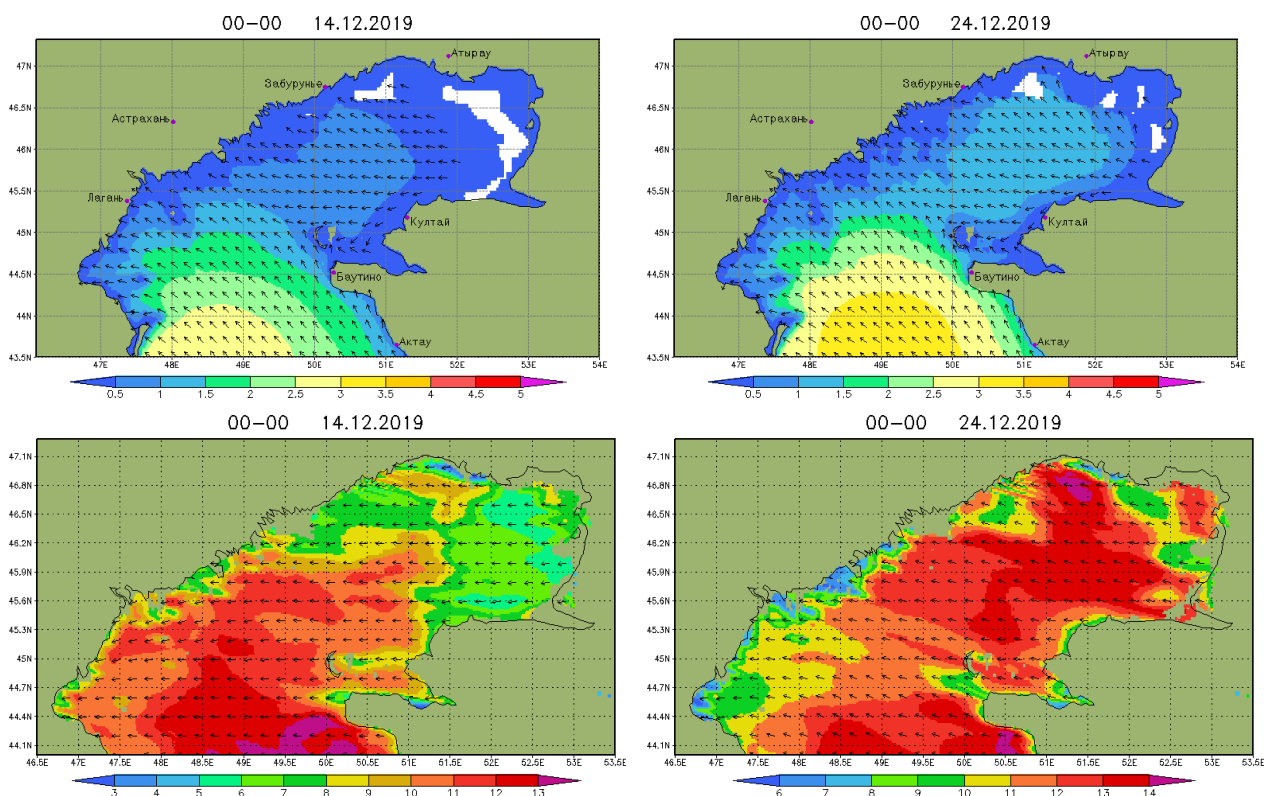 00-00 14.12.2019
00-00 24.12.2019
47N
46.5N
46N
45.5N
45N
44.5N
44N
43.5N
Атырау
Забурунье
Астрахань
Лагань
Култай
Баутино
Актау
47E
48E
49E
50E
51E
52E
53E
54E
0.5 1 1.5 2 2.5 3 3.5 4 4.5 5
47N
46.5N
46N
45.5N
45N
44.5N
44N
43.5N
Атырау
Забурунье
Астрахань
Лагань
Култай
Баутино
Актау
47E
48E
49E
50E
51E
52E
53E
54E
0.5 1 1.5 2 2.5 3 3.5 4 4.5 5
00-00 14.12.2019
00-00 24.12.2019
47.1N
46.8N
46.5N
46.2N
45.9N
45.6N
45.3N
45N
44.7N
44.4N
44.1N
46.5E 47E 47.5E 48E 48.5E 49E 49.5E 50E 50.5E 51E 51.5E 52E 52.5E 53E 53.5E
3 4 5 6 7 8 9 10 11 12 13
47.1N
46.8N
46.5N
46.2N
45.9N
45.6N
45.3N
45N
44.7N
44.4N
44.1N
46.5E 47E 47.5E 48E 48.5E 49E 49.5E 50E 50.5E 51E 51.5E 52E 52.5E 53E 53.5E
6 7 8 9 10 11 12 13 14